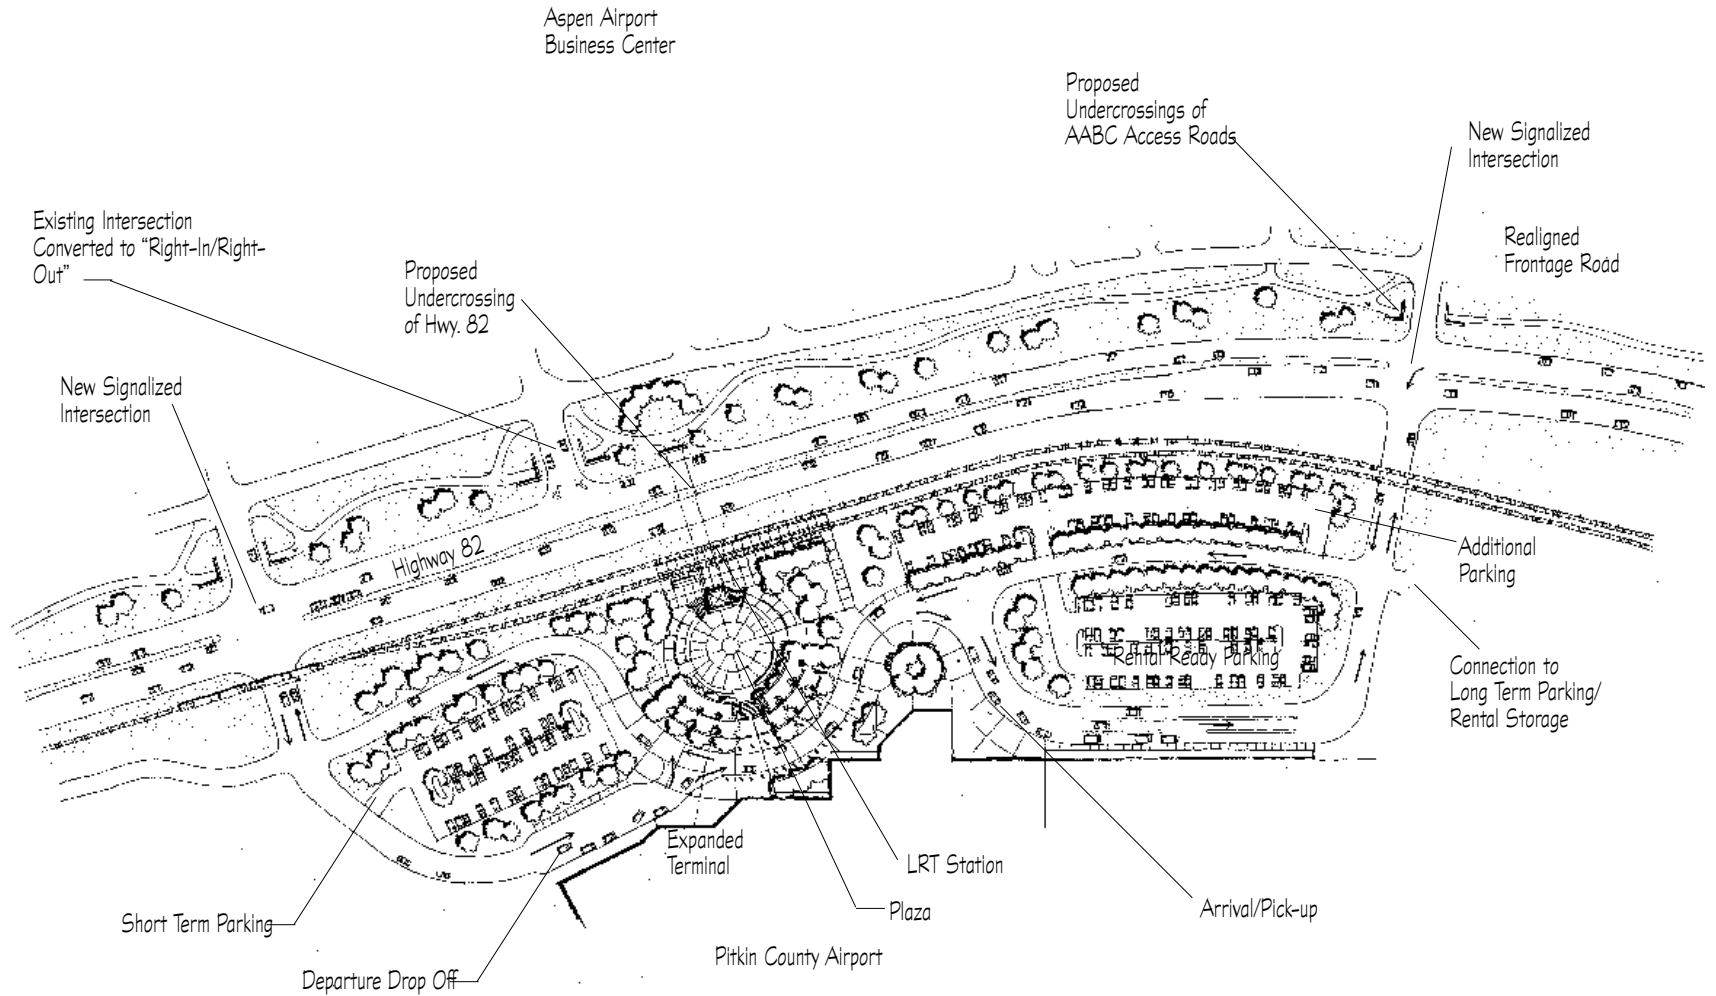 Aspen Airport
Business Center
Proposed
Undercrossings of
AABC Access Roads
New Signalized
Intersection
Existing Intersection
Converted to “Right-In/Right-
Out”
Realigned
Frontage Road
Proposed
Undercrossing
of Hwy. 82
New Signalized
Intersection
Highway 82
Additional
Parking
Rental Ready Parking
Connection to
Long Term Parking/
Rental Storage
Expanded
Terminal
LRT Station
Plaza
Arrival/Pick-up
Short Term Parking
Pitkin County Airport
Departure Drop Off